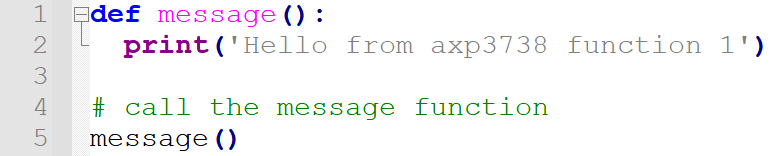 1 def message():
2   print('Hello from axp3738 function 1')
3
4 # call the message function
5 message()